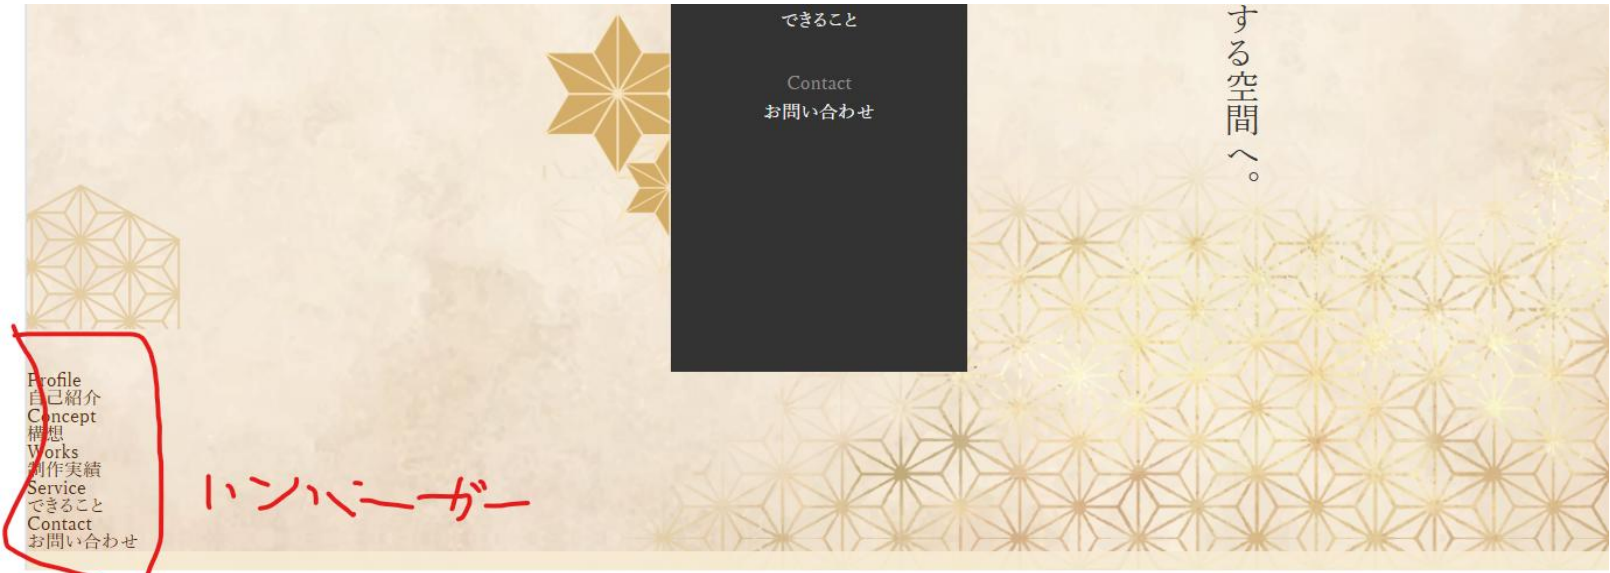 できること
Contact
お問い合わせ
する空間へ。
Profile
自己紹介
Concept
構想
Works
制作実績
Service
できること
Contact
お問い合わせ
ハンバーガー